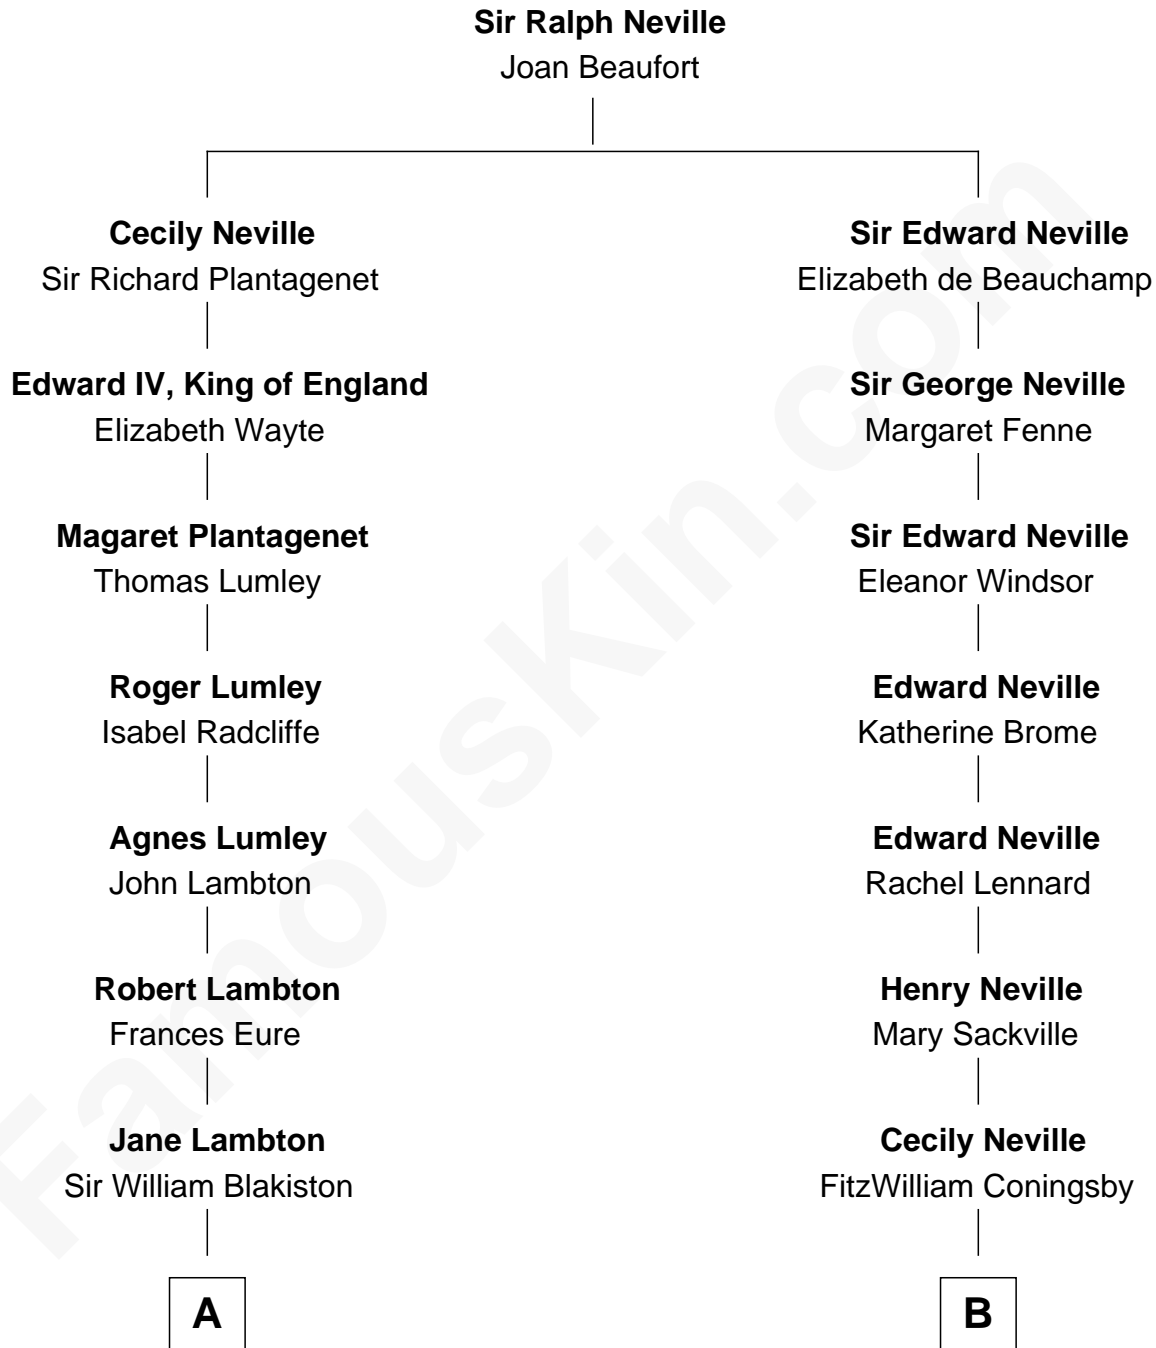 Sir Ralph Neville
Joan Beaufort
Cecily Neville
Sir Richard Plantagenet
Sir Edward Neville
Elizabeth de Beauchamp
Edward IV, King of England
Elizabeth Wayte
Sir George Neville
Margaret Fenne
Magaret Plantagenet
Thomas Lumley
Sir Edward Neville
Eleanor Windsor
Roger Lumley
Isabel Radcliffe
Edward Neville
Katherine Brome
Agnes Lumley
John Lambton
Edward Neville
Rachel Lennard
Robert Lambton
Frances Eure
Henry Neville
Mary Sackville
Jane Lambton
Sir William Blakiston
Cecily Neville
FitzWilliam Coningsby
A
B
FamousKin.com